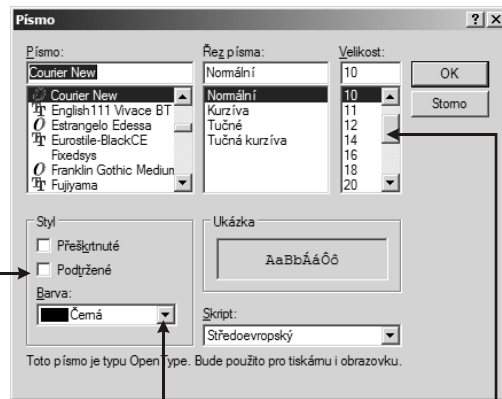 Písmo
Písmo:
Řez písma:
Velikost:
Courier New
Normální
10
OK
Storno
Courier New
English111 Vivace BT
Estrangelo Edessa
Eurostile-BlackCE
Fixedsys
Franklin Gothic Medium
Fujiyama
Normální
Kurzíva
Tučné
Tučná kurzíva
10
11
12
14
16
18
20
Styl
Přeškrtnuté
Podtržené
Barva:
Černá
Ukázka
AaBbÁáÔô
Skript:
Středoevropský
Toto písmo je typu OpenType. Bude použito pro tiskárnu i obrazovku.